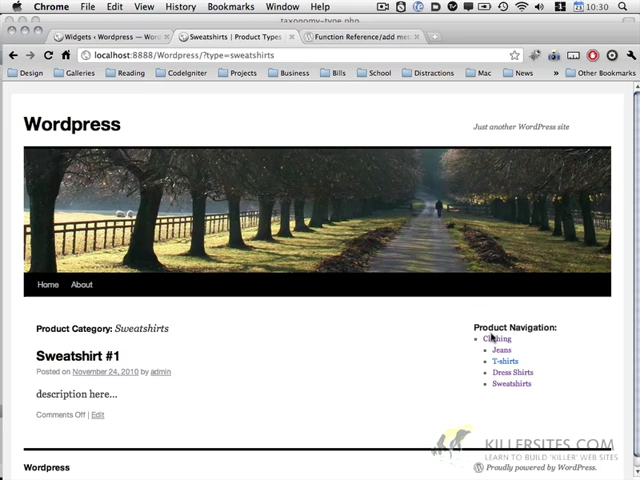 Chrome File Edit View History Bookmarks Window Help 10:30
taxonomy-type.php
Widgets ‹ Wordpress — Word
Sweatshirts | Product Types
Function Reference/add me
localhost:8888/Wordpress/?type=sweatshirts
Design Galleries Reading CodeIgniter Projects Business Bills School Distractions Mac Other Bookmarks
Wordpress
Just another WordPress site
Home About
Product Category: Sweatshirts
Sweatshirt #1
Posted on November 24, 2010 by admin
description here...
Comments Off | Edit
Product Navigation:
Clothing
Jeans
T-shirts
Dress Shirts
Sweatshirts
KILLERSITES.COM
LEARN TO BUILD 'KILLER' WEB SITES
Wordpress
Proudly powered by WordPress.